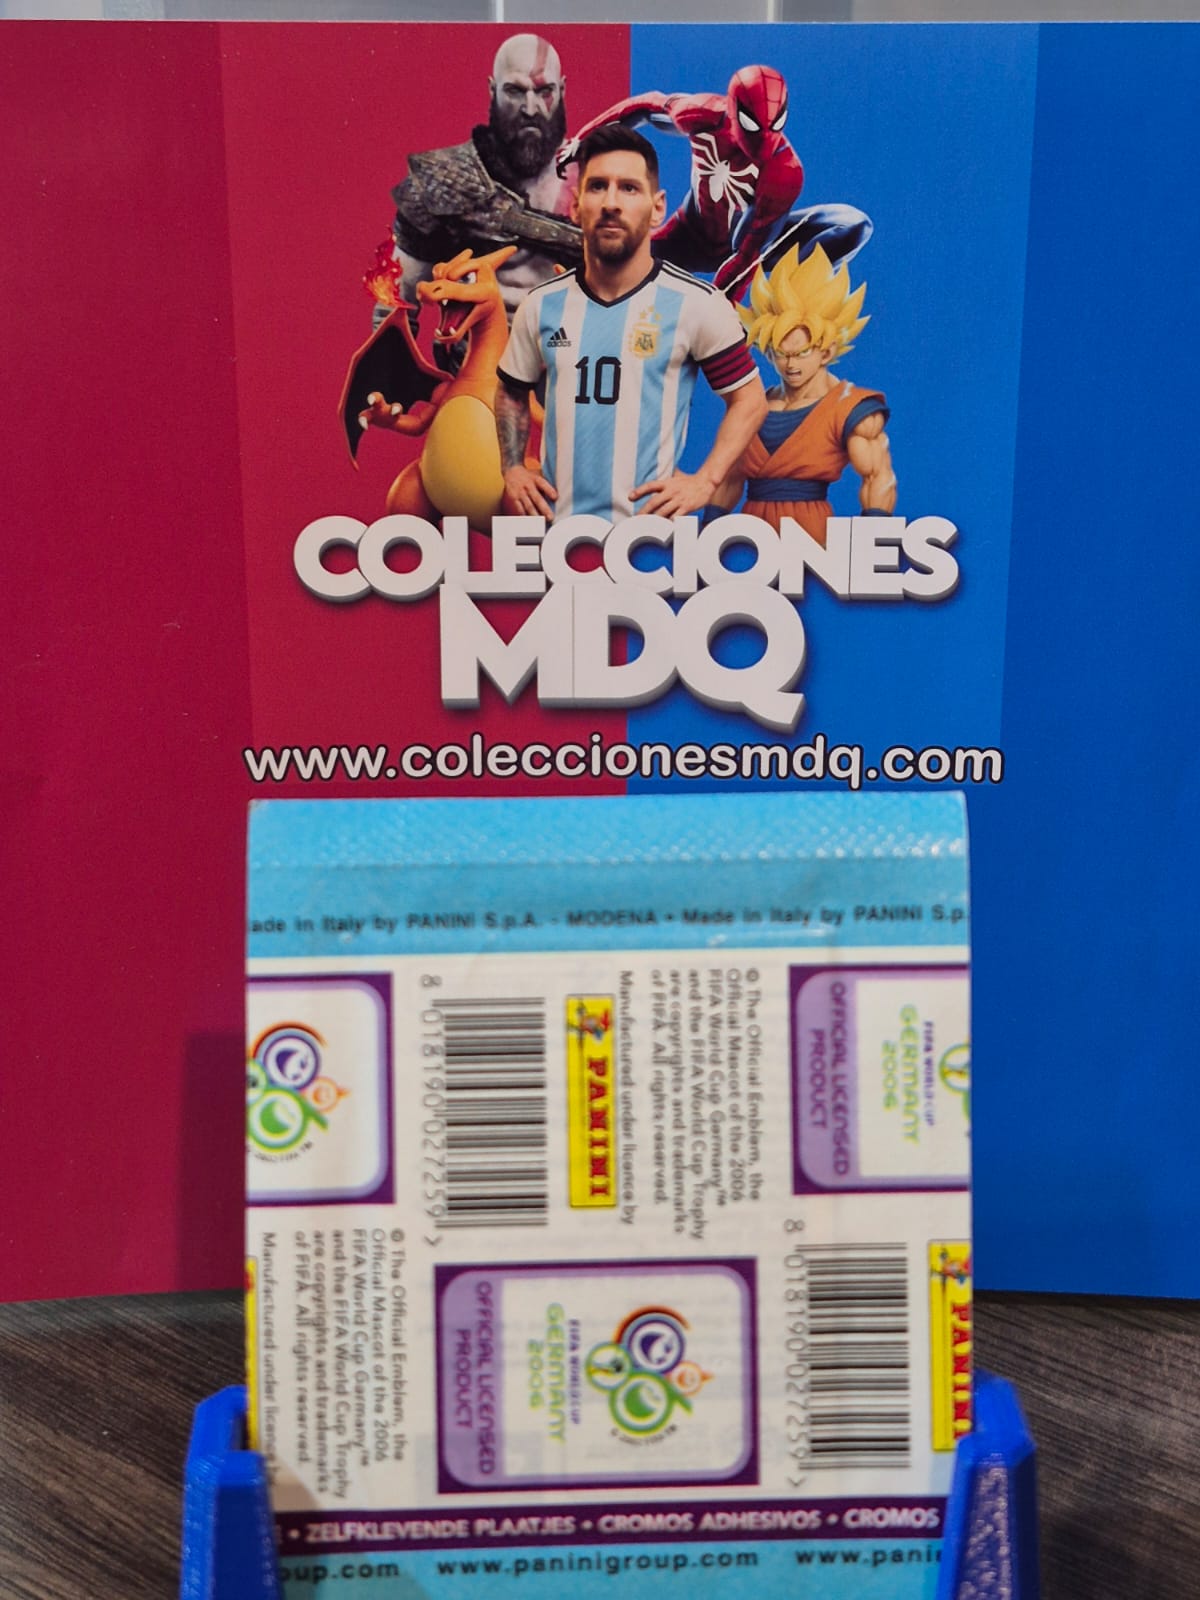 adidas
AFA
10
COLECCIONES
MDQ
www.coleccionesmdq.com
ade in Italy by PANINI S.p.A. - MODENA • Made in Italy by PANINI S.p.
8 018190 027259 >
PANINI
Manufactured under licence by
© The Official Emblem, the
Official Mascot of the 2006
FIFA World Cup Germany™
and the FIFA World Cup Trophy
are copyrights and trademarks
of FIFA. All rights reserved.
FIFA WORLD CUP
GERMANY
2006
OFFICIAL LICENSED
PRODUCT
© The Official Emblem, the
Official Mascot of the 2006
FIFA World Cup Germany™
and the FIFA World Cup Trophy
are copyrights and trademarks
of FIFA. All rights reserved.
Manufactured under licence by
FIFA WORLD CUP
GERMANY
2006
OFFICIAL LICENSED
PRODUCT
8 018190 027259 >
PANINI
• ZELFKLEVENDE PLAATJES • CROMOS ADHESIVOS • CROMOS
oup.com www.paninigroup.com www.panin